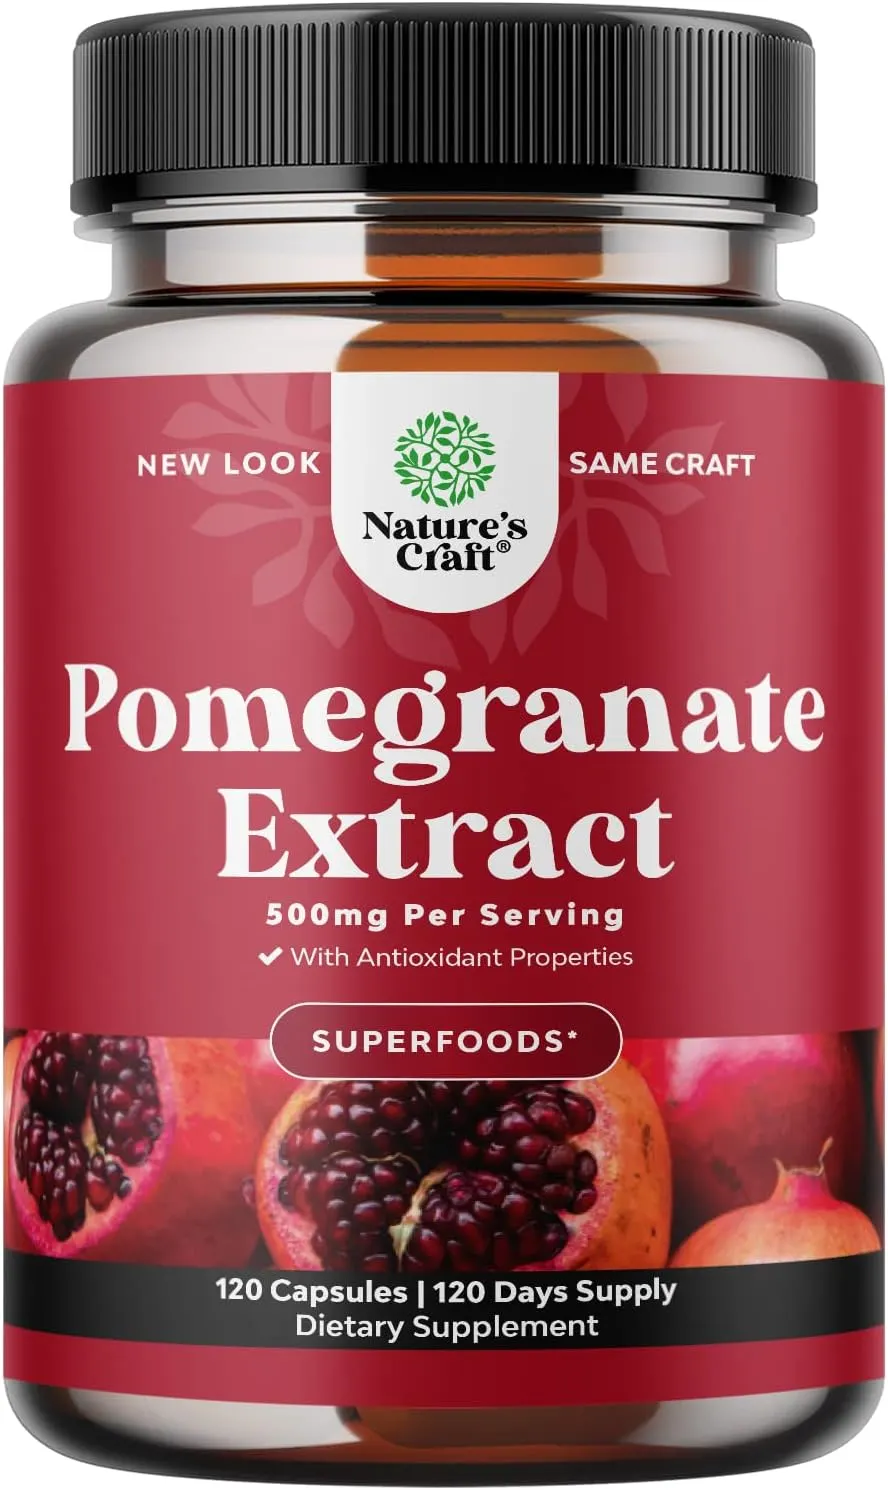 NEW LOOK
Nature's
Craft®
SAME CRAFT
Pomegranate
Extract
500mg Per Serving
✔ With Antioxidant Properties
SUPERFOODS*
120 Capsules | 120 Days Supply
Dietary Supplement